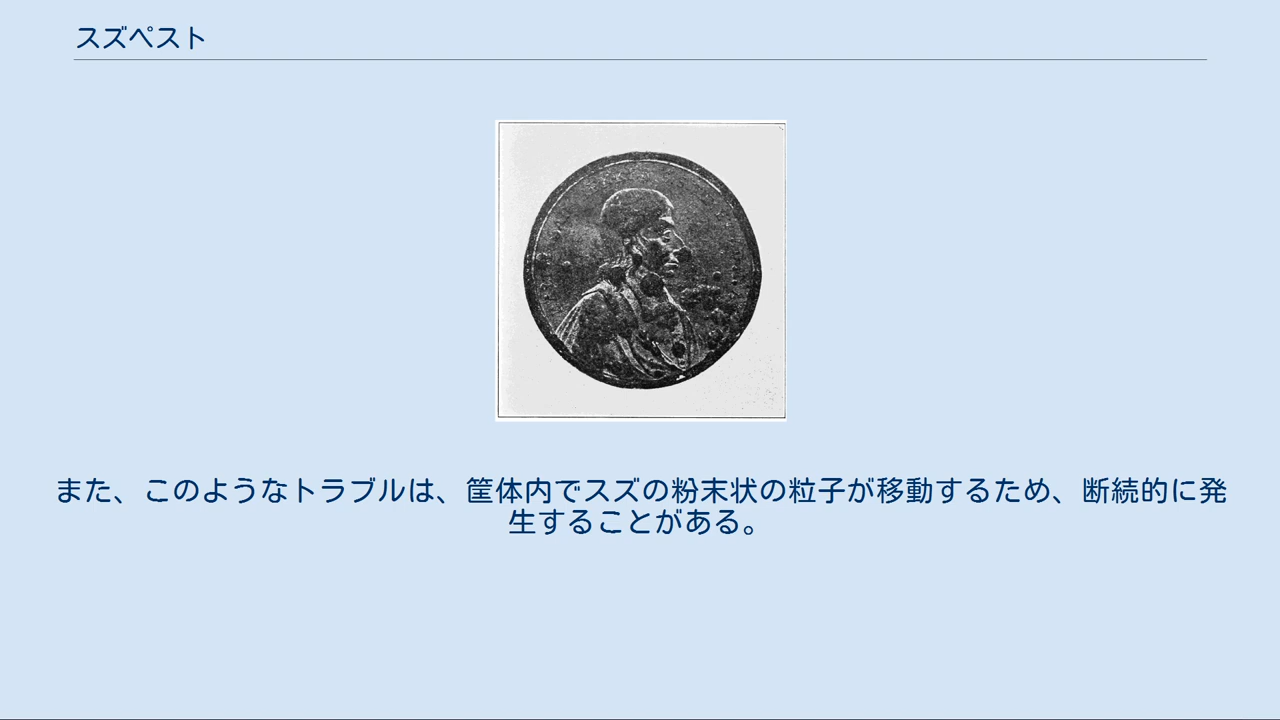 スズペスト
また、このようなトラブルは、筐体内でスズの粉末状の粒子が移動するため、断続的に発
生することがある。